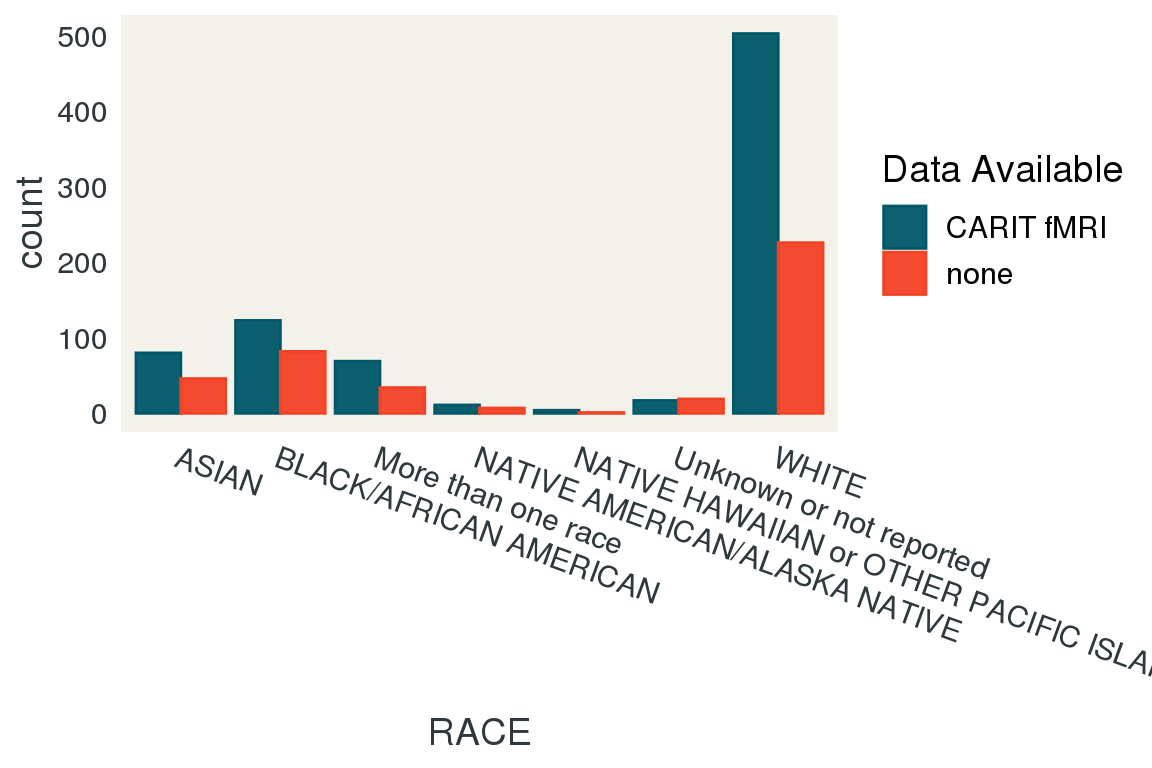 500
400
300
200
100
0
count
ASIAN
BLACK/AFRICAN AMERICAN
More than one race
NATIVE AMERICAN/ALASKA NATIVE
NATIVE HAWAIIAN or OTHER PACIFIC
Unknown or not reported
WHITE
RACE
Data Available
CARIT fMRI
none